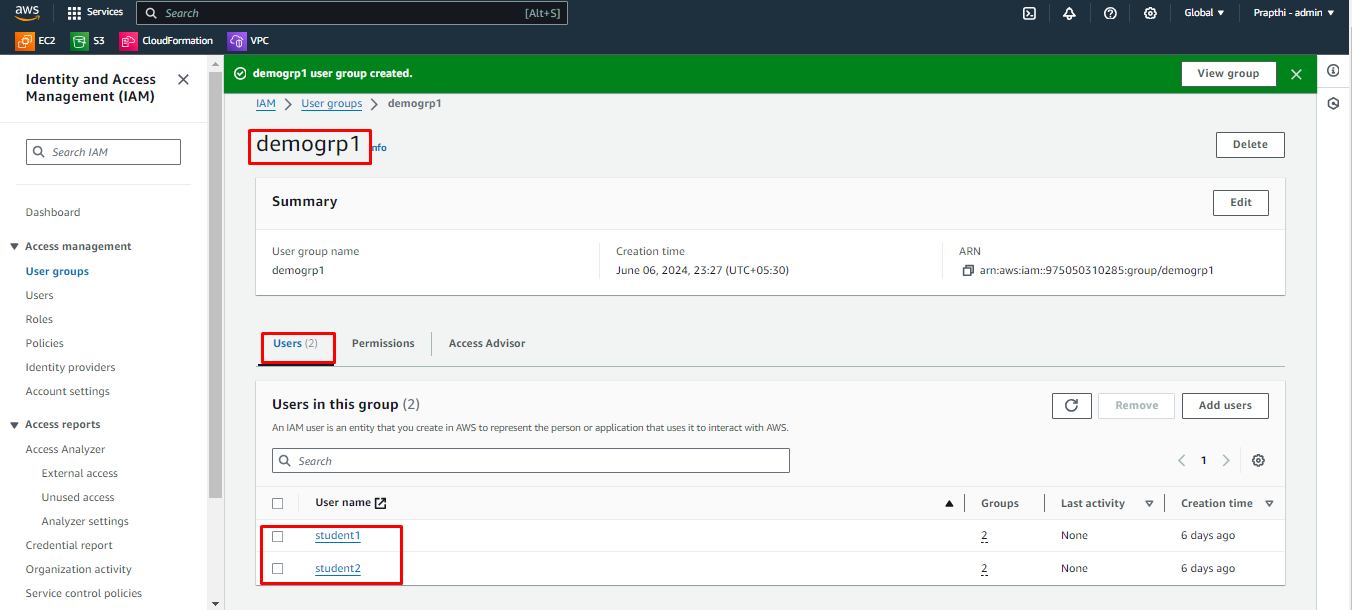 aws
Services
Search
[Alt+S]
Global
Prapthi - admin
EC2
S3
CloudFormation
VPC
Identity and Access
Management (IAM)
Search IAM
Dashboard
Access management
User groups
Users
Roles
Policies
Identity providers
Account settings
Access reports
Access Analyzer
External access
Unused access
Analyzer settings
Credential report
Organization activity
Service control policies
demogrp1 user group created.
View group
IAM
User groups
demogrp1
demogrp1
nfo
Delete
Summary
Edit
User group name
demogrp1
Creation time
June 06, 2024, 23:27 (UTC+05:30)
ARN
arn:aws:iam::975050310285:group/demogrp1
Users (2)
Permissions
Access Advisor
Users in this group (2)
Remove
Add users
An IAM user is an entity that you create in AWS to represent the person or application that uses it to interact with AWS.
Search
1
User name
Groups
Last activity
Creation time
student1
2
None
6 days ago
student2
2
None
6 days ago